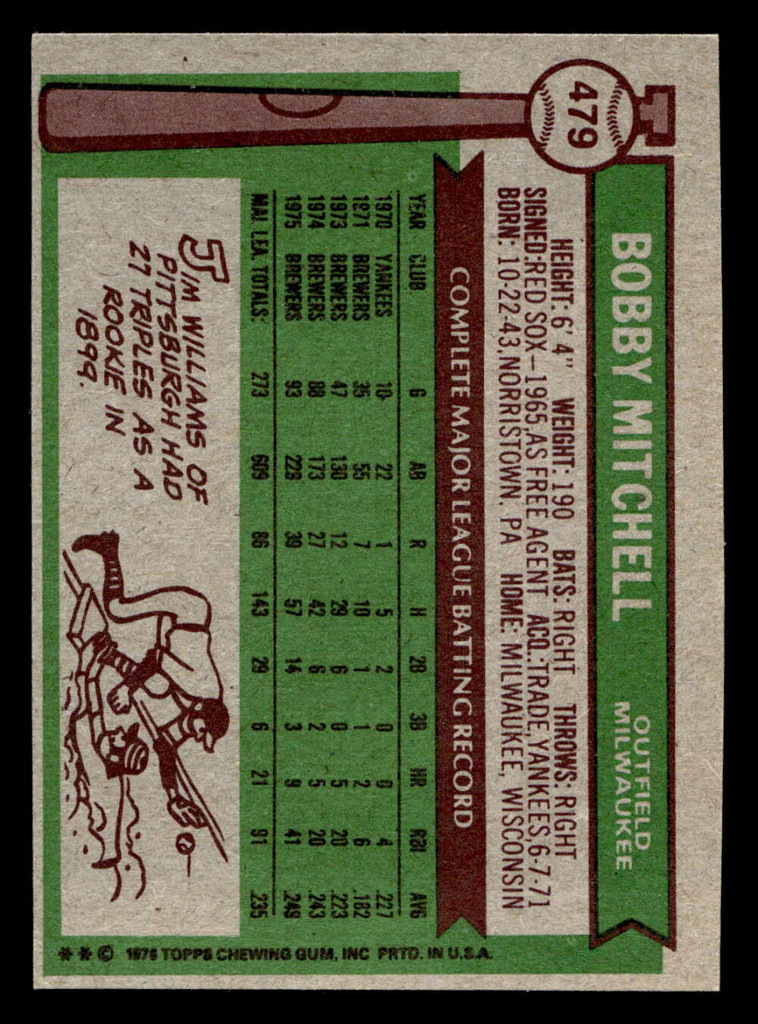 479
BOBBY MITCHELL
OUTFIELD
MILWAUKEE
HEIGHT: 6' 4" WEIGHT: 190 BATS: RIGHT THROWS: RIGHT
SIGNED: RED SOX—1965, AS FREE AGENT ACQ.: TRADE, YANKEES, 6-7-71
BORN: 10-22-43, NORRISTOWN, PA HOME: MILWAUKEE, WISCONSIN
COMPLETE MAJOR LEAGUE BATTING RECORD
YEAR CLUB G AB R H 2B 3B HR RBI AVG
1970 YANKEES 10 22 1 5 2 0 0 4 .227
1971 BREWERS 35 55 7 10 1 1 2 6 .182
1973 BREWERS 47 130 12 29 6 0 5 20 .223
1974 BREWERS 88 173 27 42 6 2 5 20 .243
1975 BREWERS 93 229 39 57 14 3 9 41 .249
MAJ. LEA. TOTALS 273 609 86 143 29 6 21 91 .235
JIM WILLIAMS OF
PITTSBURGH HAD
27 TRIPLES AS A
ROOKIE IN
1899.
** © 1976 TOPPS CHEWING GUM, INC PRTD. IN U.S.A.